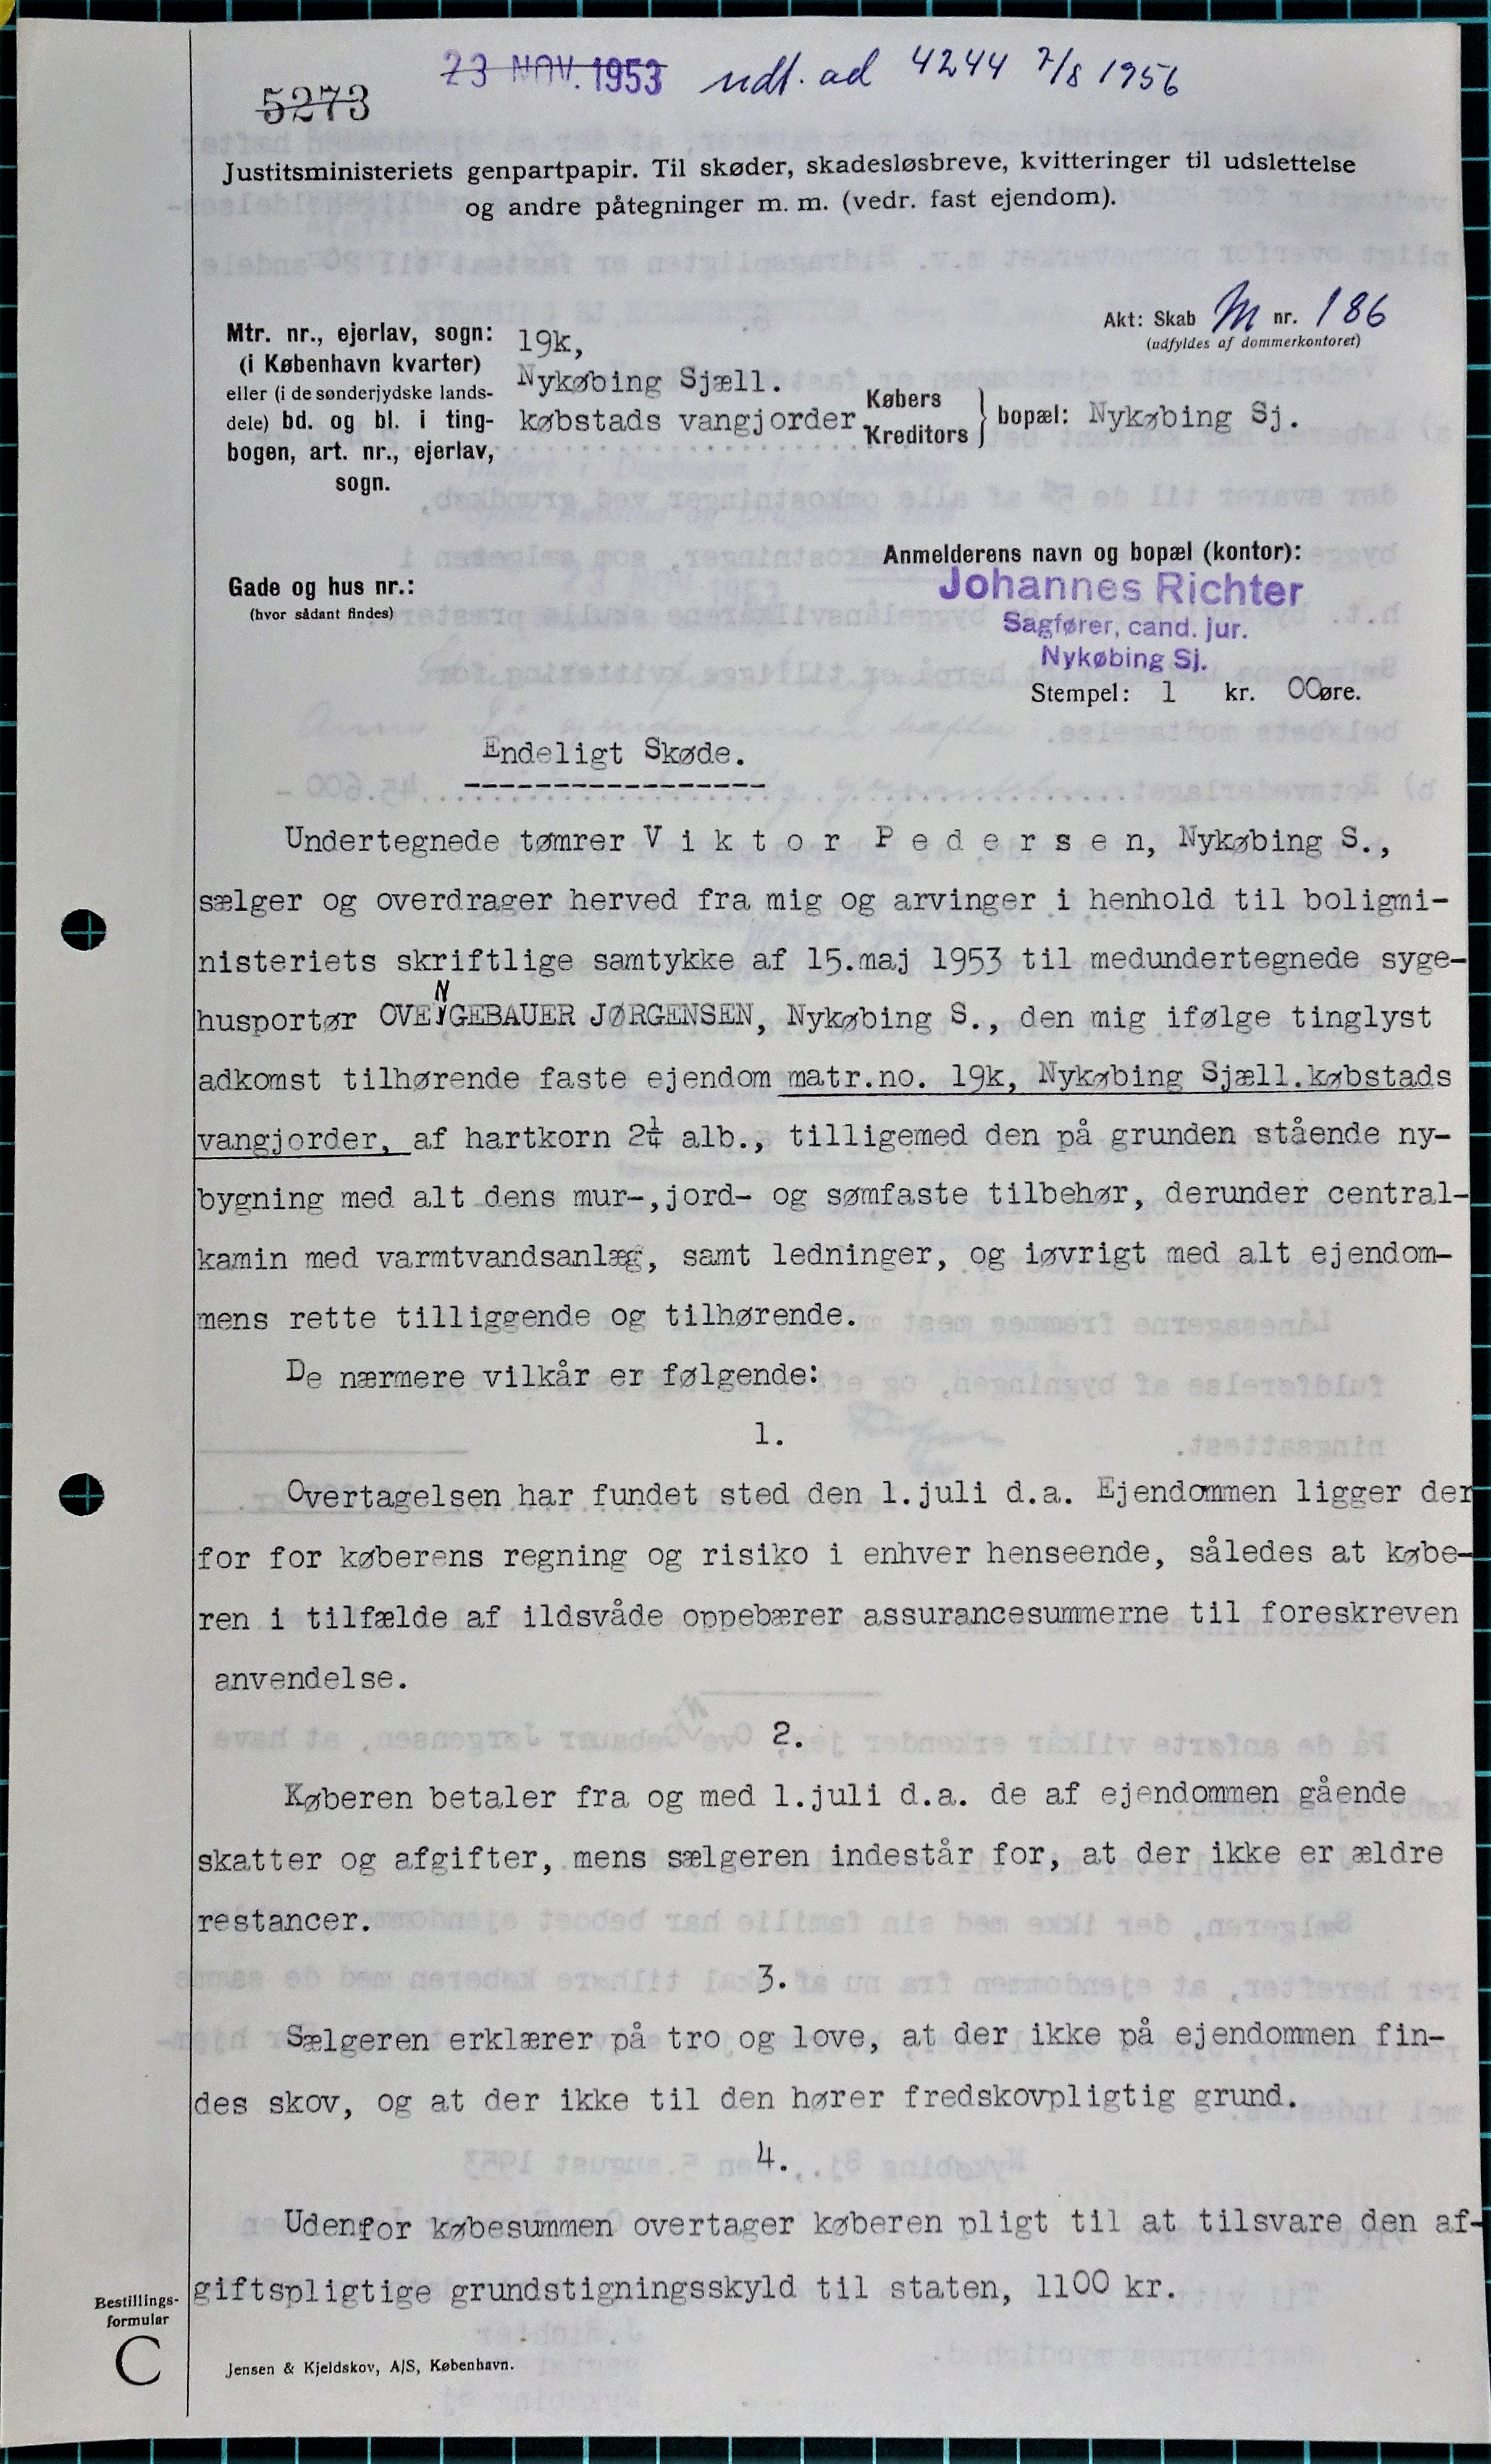 23 NOV. 1953 udl. ad 4244 7/8 1956
5273
Justitsministeriets genpartpapir. Til skøder, skadesløsbreve, kvitteringer til udslettelse
og andre påtegninger m. m. (vedr. fast ejendom).
Akt: Skab M nr. 186
(udfyldes af dommerkontoret)
Mtr. nr., ejerlav, sogn:
(i København kvarter)
eller (i de sønderjydske lands-
dele) bd. og bl. i ting-
bogen, art. nr., ejerlav,
sogn.
19k,
Nykøbing Sjæll.
købstads vangjorder.
Købers
Kreditors
bopæl: Nykøbing Sj.
Gade og hus nr.:
(hvor sådant findes)
Anmelderens navn og bopæl (kontor):
Johannes Richter
Sagfører, cand. jur.
Nykøbing Sj.
Stempel: 1 kr. 00 øre.
Endeligt Skøde.
Undertegnede tømrer V i k t o r P e d e r s e n, Nykøbing S.,
sælger og overdrager herved fra mig og arvinger i henhold til boligmi-
nisteriets skriftlige samtykke af 15.maj 1953 til medundertegnede syge-
husportør OVE NGEBAUER JØRGENSEN, Nykøbing S., den mig ifølge tinglyst
adkomst tilhørende faste ejendom matr.no. 19k, Nykøbing Sjæll.købstads
vangjorder, af hartkorn 2¼ alb., tilligemed den på grunden stående ny-
bygning med alt dens mur-,jord- og sømfaste tilbehør, derunder central-
kamin med varmtvandsanlæg, samt ledninger, og iøvrigt med alt ejendom-
mens rette tilliggende og tilhørende.
De nærmere vilkår er følgende:
1.
Overtagelsen har fundet sted den 1.juli d.a. Ejendommen ligger der
for for køberens regning og risiko i enhver henseende, således at købe-
ren i tilfælde af ildsvåde oppebærer assurancesummerne til foreskreven
anvendelse.
2.
Køberen betaler fra og med 1.juli d.a. de af ejendommen gående
skatter og afgifter, mens sælgeren indestår for, at der ikke er ældre
restancer.
3.
Sælgeren erklærer på tro og love, at der ikke på ejendommen fin-
des skov, og at der ikke til den hører fredskovpligtig grund.
4.
Udenfor købesummen overtager køberen pligt til at tilsvare den af-
giftspligtige grundstigningsskyld til staten, 1100 kr.
Bestillings-
formular
C
Jensen & Kjeldskov, A/S, København.